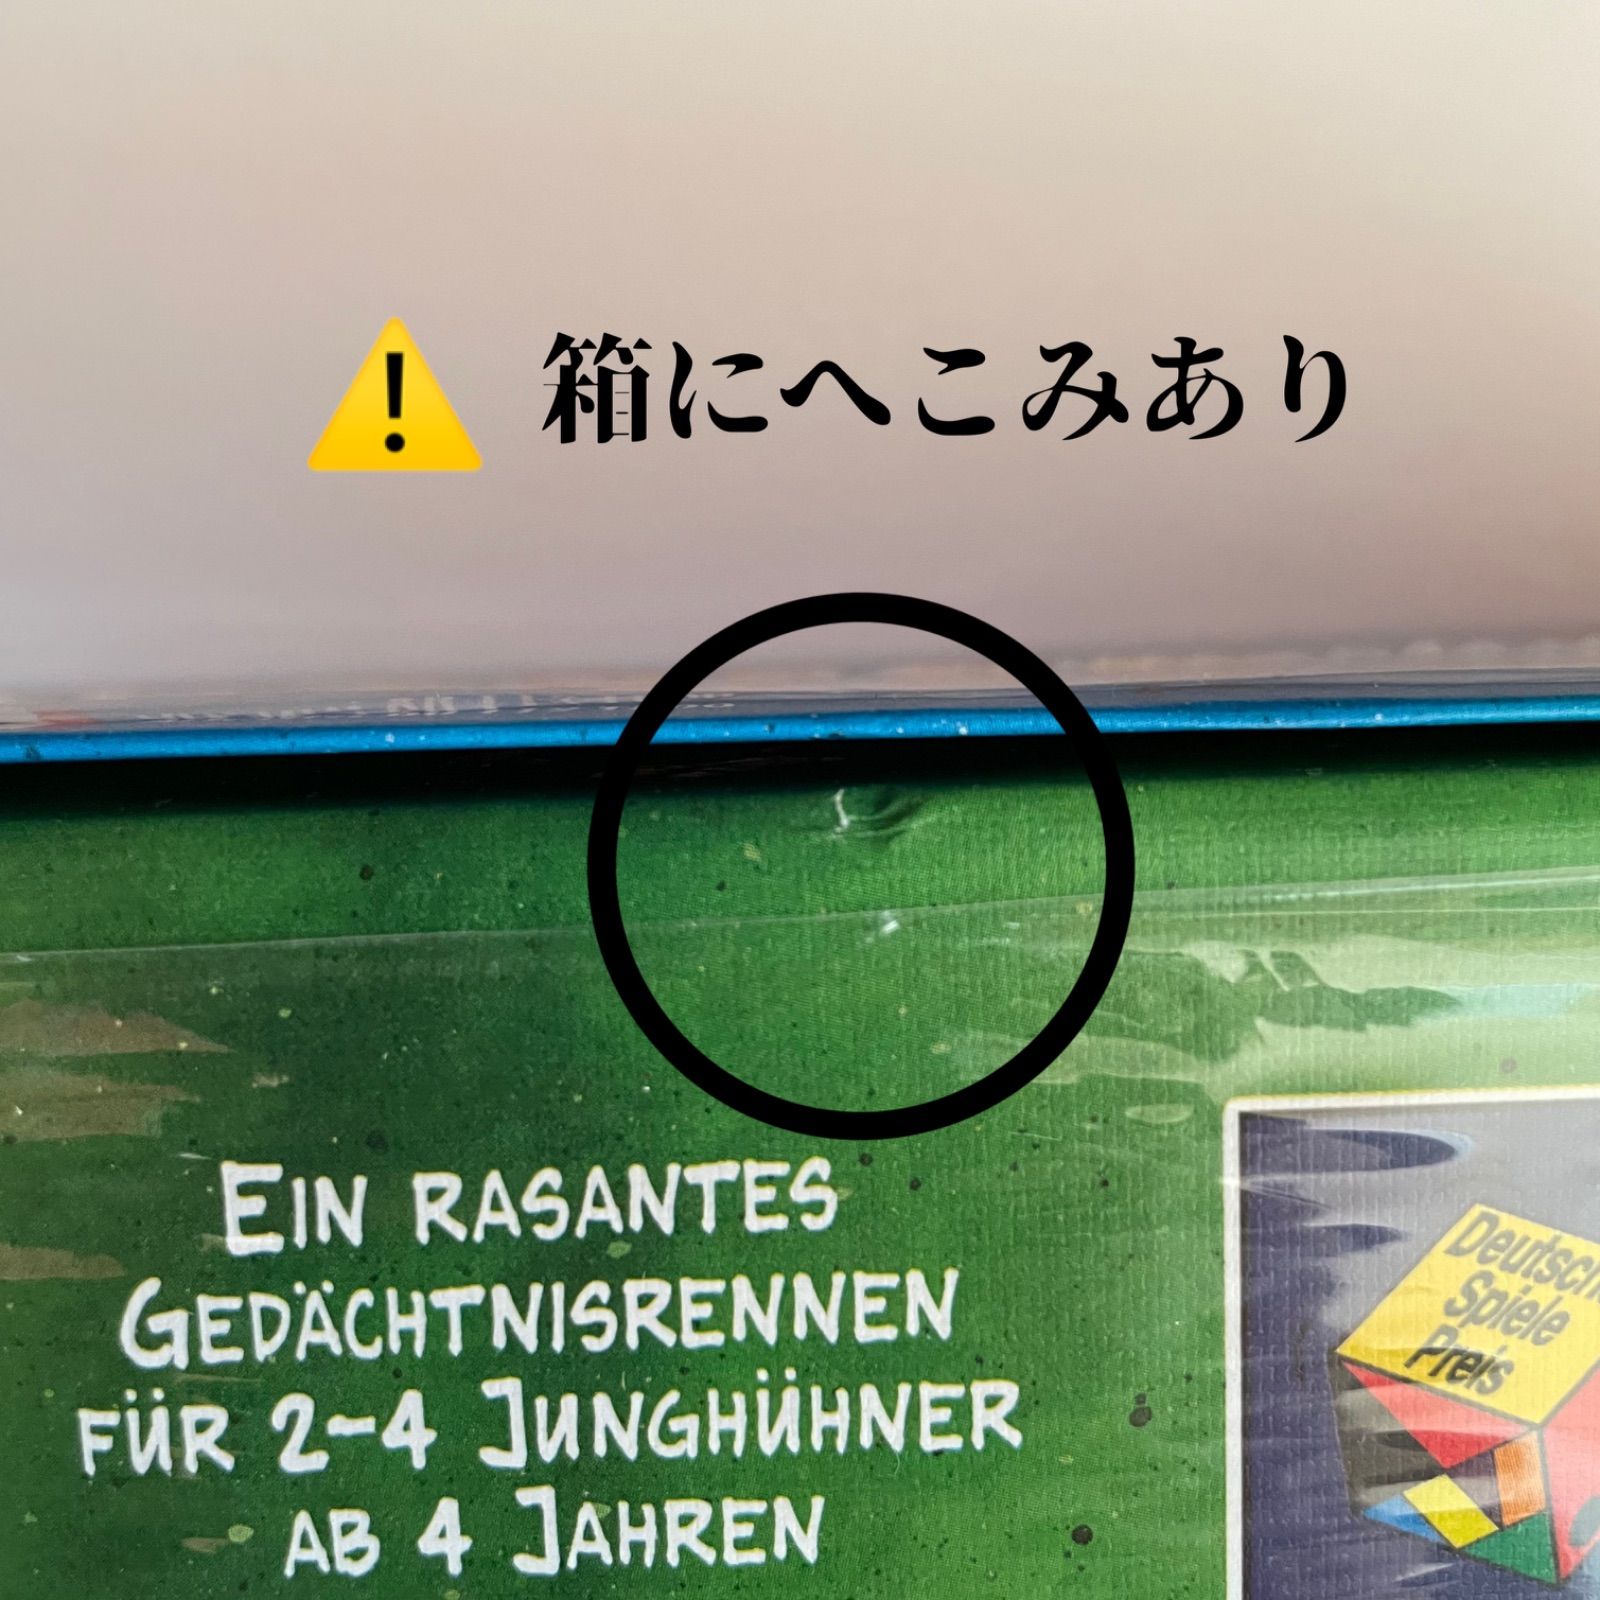 箱にへこみあり
EIN RASANTES
GEDÄCHTNISRENNEN
FÜR 2-4 JUNGHÜHNER
AB 4 JAHREN
Deutsch
Spiele
Preis